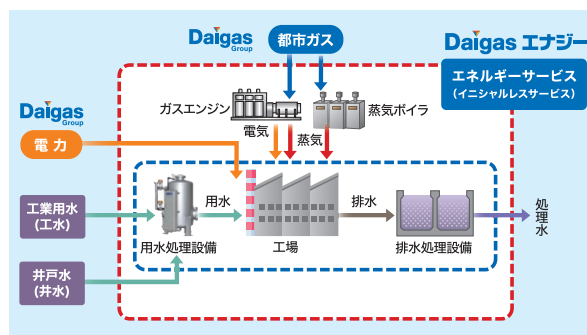 Daigas
Group
都市ガス
Daigas エナジー
エネルギーサービス
(イニシャルレスサービス)
ガスエンジン
蒸気ボイラ
電気
蒸気
Daigas
Group
電力
工業用水
(工水)
用水
排水
処理水
用水処理設備
工場
排水処理設備
井戸水
(井水)